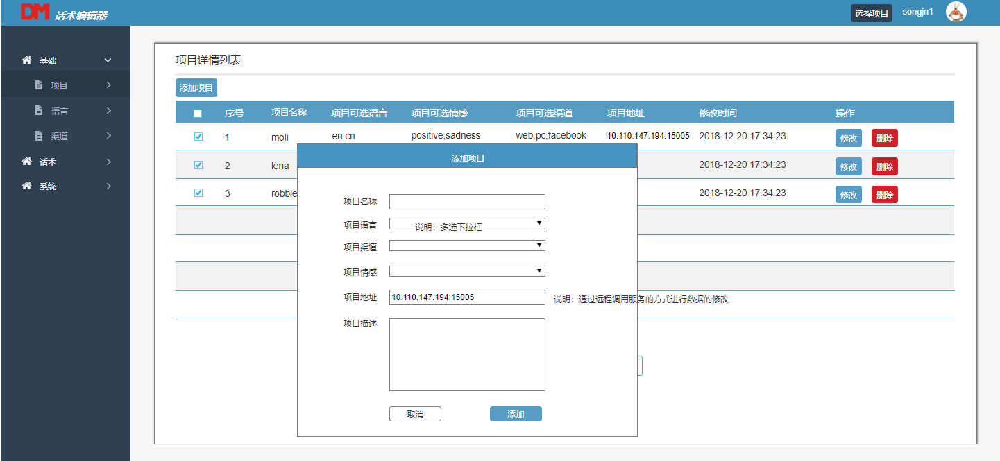 DM 话术编辑器
选择项目 songjn1
基础
项目
语言
渠道
话术
系统
项目详情列表
添加项目
序号 项目名称 项目可选语言 项目可选情感 项目可选渠道 项目地址 修改时间 操作
1 moli en,cn positive,sadness web,pc,facebook 10.110.147.194:15005 2018-12-20 17:34:23 修改 删除
2 lena 2018-12-20 17:34:23 修改 删除
3 robbie 2018-12-20 17:34:23 修改 删除
添加项目
项目名称
项目语言 说明：多选下拉框
项目渠道
项目情感
项目地址 10.110.147.194:15005 说明：通过远程调用服务的方式进行数据的修改
项目描述
取消 添加